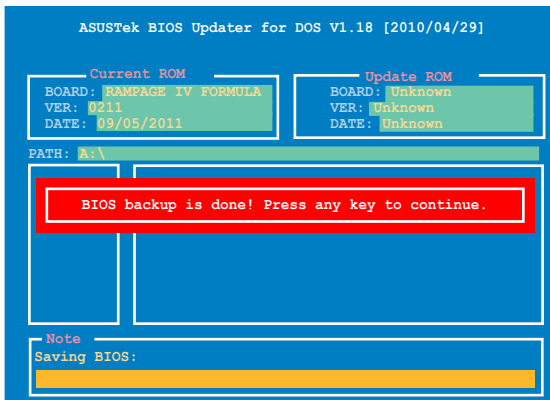 ASUSTek BIOS Updater for DOS V1.18 [2010/04/29]
Current ROM
BOARD: RAMPAGE IV FORMULA
VER: 0211
DATE: 09/05/2011
Update ROM
BOARD: Unknown
VER: Unknown
DATE: Unknown
PATH: A:\
BIOS backup is done! Press any key to continue.
Note
Saving BIOS: